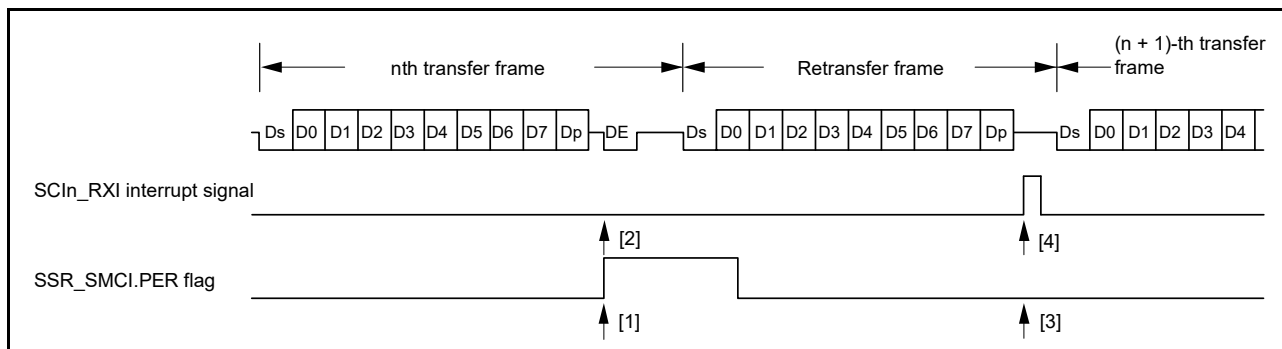 nth transfer frame
Retransfer frame
(n + 1)-th transfer
frame
Ds D0 D1 D2 D3 D4 D5 D6 D7 Dp DE Ds D0 D1 D2 D3 D4 D5 D6 D7 Dp Ds D0 D1 D2 D3 D4
SCIn_RXI interrupt signal
[2] [4]
SSR_SMCI.PER flag
[1] [3]